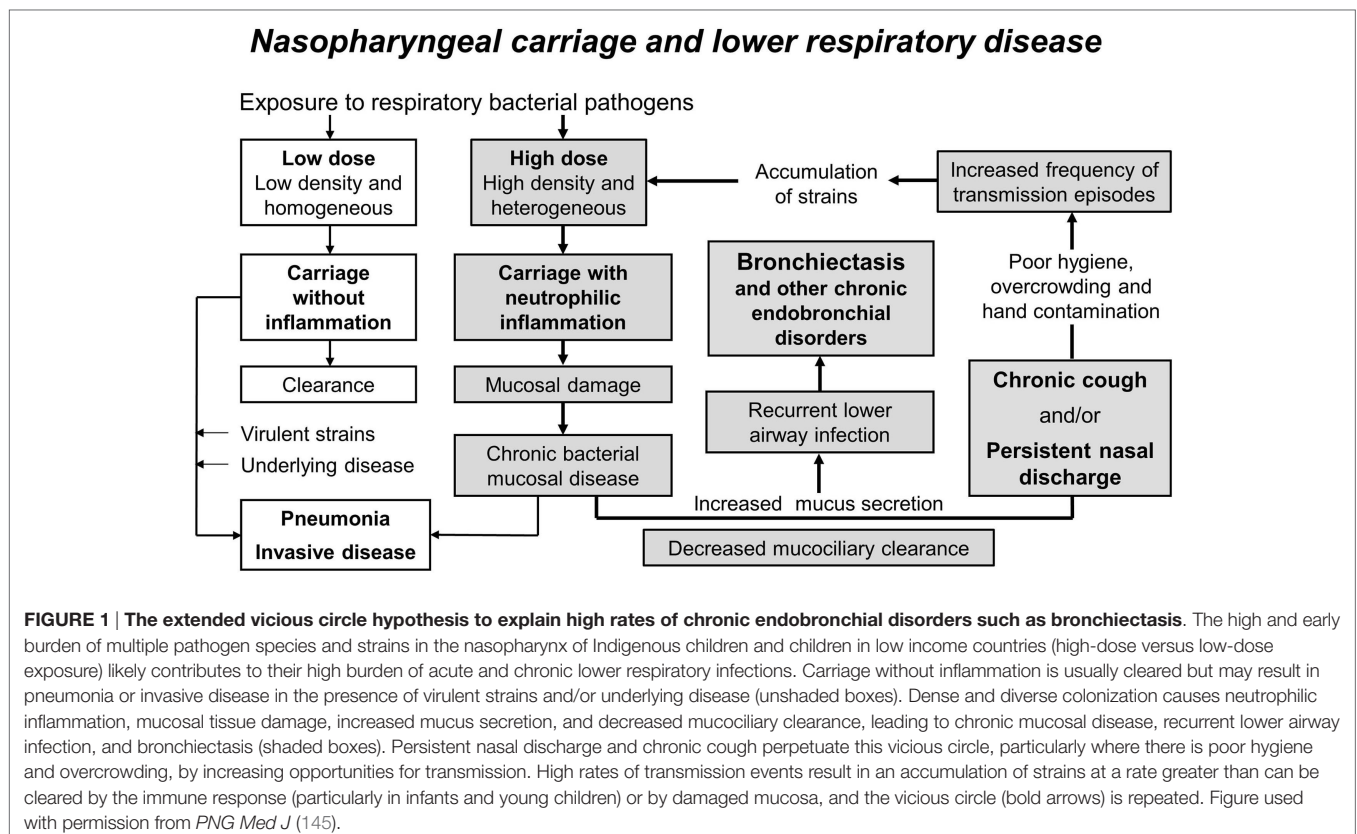 Nasopharyngeal carriage and lower respiratory disease
Exposure to respiratory bacterial pathogens
Low dose
Low density and
homogeneous
High dose
High density and
heterogeneous
Accumulation
of strains
Increased frequency of
transmission episodes
Carriage
without
inflammation
Carriage with
neutrophilic
inflammation
Bronchiectasis
and other chronic
endobronchial
disorders
Poor hygiene,
overcrowding and
hand contamination
Clearance
Mucosal damage
Recurrent lower
airway infection
Chronic cough
and/or
Persistent nasal
discharge
Virulent strains
Underlying disease
Chronic bacterial
mucosal disease
Increased mucus secretion
Pneumonia
Invasive disease
Decreased mucociliary clearance
FIGURE 1 | The extended vicious circle hypothesis to explain high rates of chronic endobronchial disorders such as bronchiectasis. The high and early
burden of multiple pathogen species and strains in the nasopharynx of Indigenous children and children in low income countries (high-dose versus low-dose
exposure) likely contributes to their high burden of acute and chronic lower respiratory infections. Carriage without inflammation is usually cleared but may result in
pneumonia or invasive disease in the presence of virulent strains and/or underlying disease (unshaded boxes). Dense and diverse colonization causes neutrophilic
inflammation, mucosal tissue damage, increased mucus secretion, and decreased mucociliary clearance, leading to chronic mucosal disease, recurrent lower airway
infection, and bronchiectasis (shaded boxes). Persistent nasal discharge and chronic cough perpetuate this vicious circle, particularly where there is poor hygiene
and overcrowding, by increasing opportunities for transmission. High rates of transmission events result in an accumulation of strains at a rate greater than can be
cleared by the immune response (particularly in infants and young children) or by damaged mucosa, and the vicious circle (bold arrows) is repeated. Figure used
with permission from PNG Med J (145).